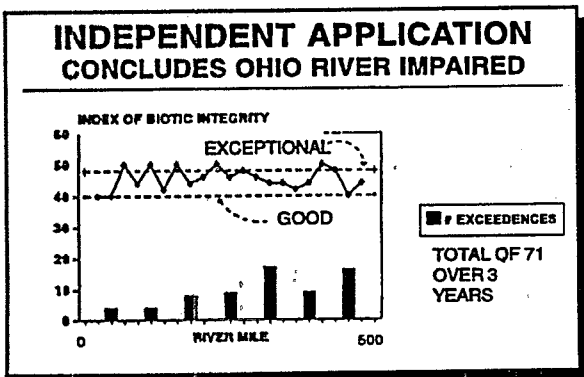 INDEPENDENT APPLICATION
CONCLUDES OHIO RIVER IMPAIRED
INDEX OF BIOTIC INTEGRITY
60
50
40
30
20
10
0
EXCEPTIONAL
GOOD
0
RIVER MILE
500
# EXCEEDENCES
TOTAL OF 71
OVER 3
YEARS